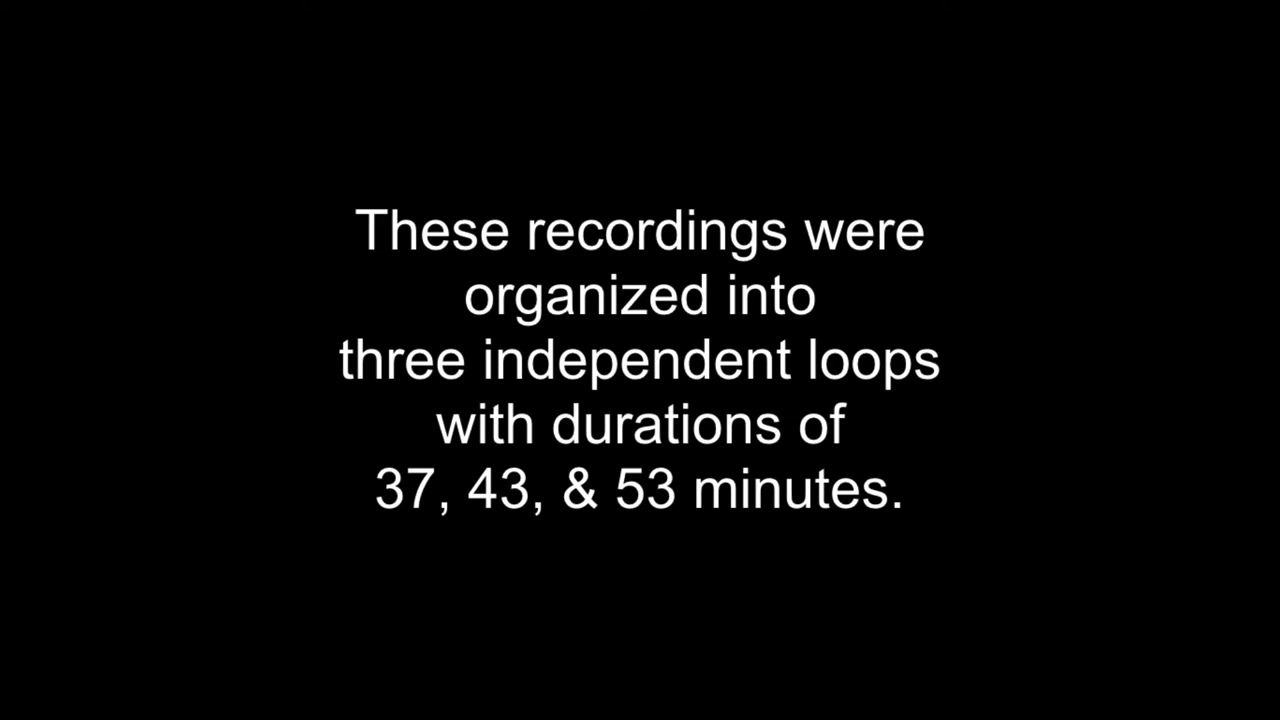 These recordings were
organized into
three independent loops
with durations of
37, 43, & 53 minutes.